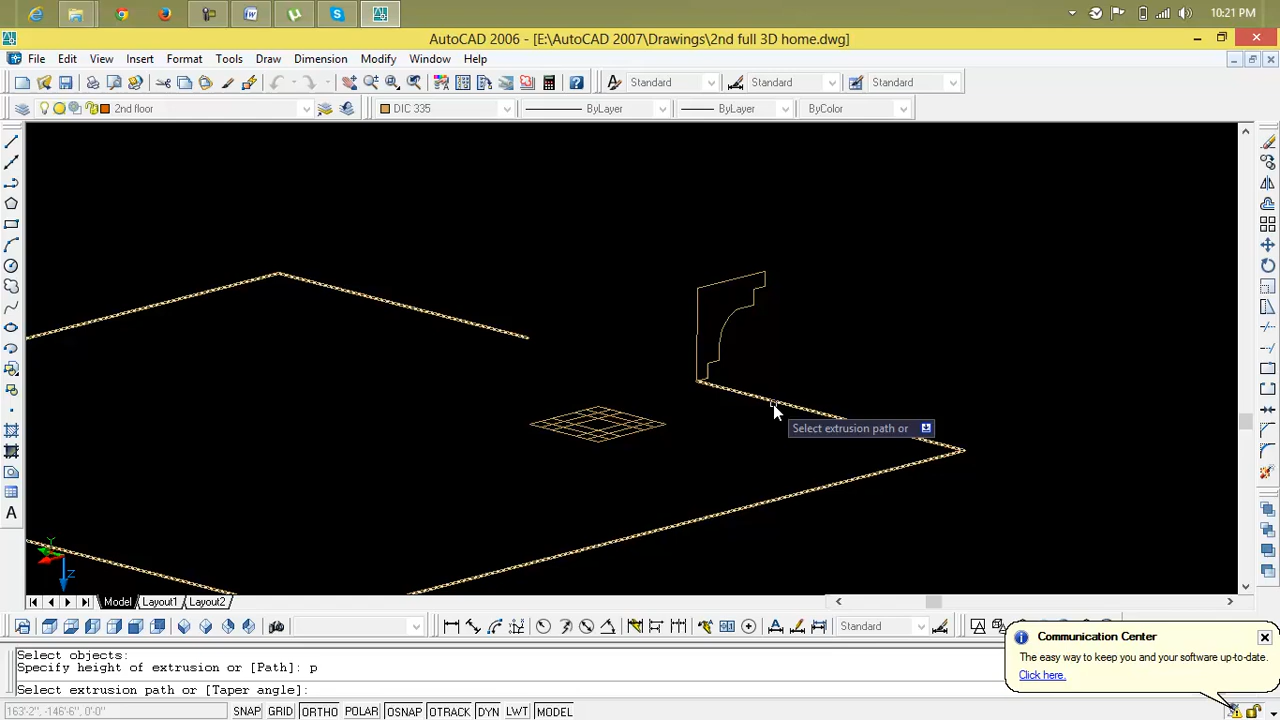 10:21 PM
AutoCAD 2006 - [E:\AutoCAD 2007\Drawings\2nd full 3D home.dwg]
File Edit View Insert Format Tools Draw Dimension Modify Window Help
Standard Standard Standard
2nd floor DIC 335 ByLayer ByLayer ByColor
Select extrusion path or
Y
Z
Model Layout1 Layout2
Standard
Select objects:
Specify height of extrusion or [Path]: p
Select extrusion path or [Taper angle]:
Communication Center
The easy way to keep you and your software up-to-date.
Click here.
163'-2", -146'-6", 0'-0" SNAP GRID ORTHO POLAR OSNAP OTRACK DYN LWT MODEL